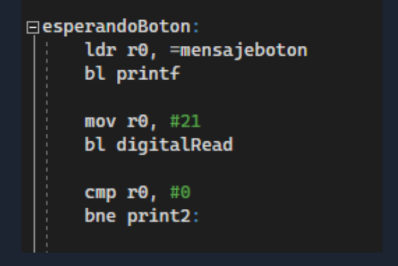 esperandoBoton:
ldr r0, =mensajeboton
bl printf
mov r0, #21
bl digitalRead
cmp r0, #0
bne print2: